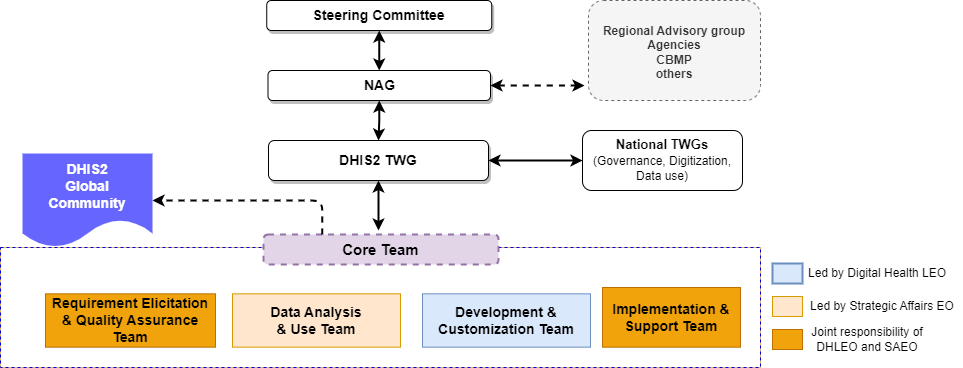 Steering Committee
Regional Advisory group
Agencies
CBMP
others
NAG
DHIS2 TWG
National TWGs
(Governance, Digitization,
Data use)
DHIS2
Global
Community
Core Team
Requirement Elicitation
& Quality Assurance
Team
Data Analysis
& Use Team
Development &
Customization Team
Implementation &
Support Team
Led by Digital Health LEO
Led by Strategic Affairs EO
Joint responsibility of
DHLEO and SAEO